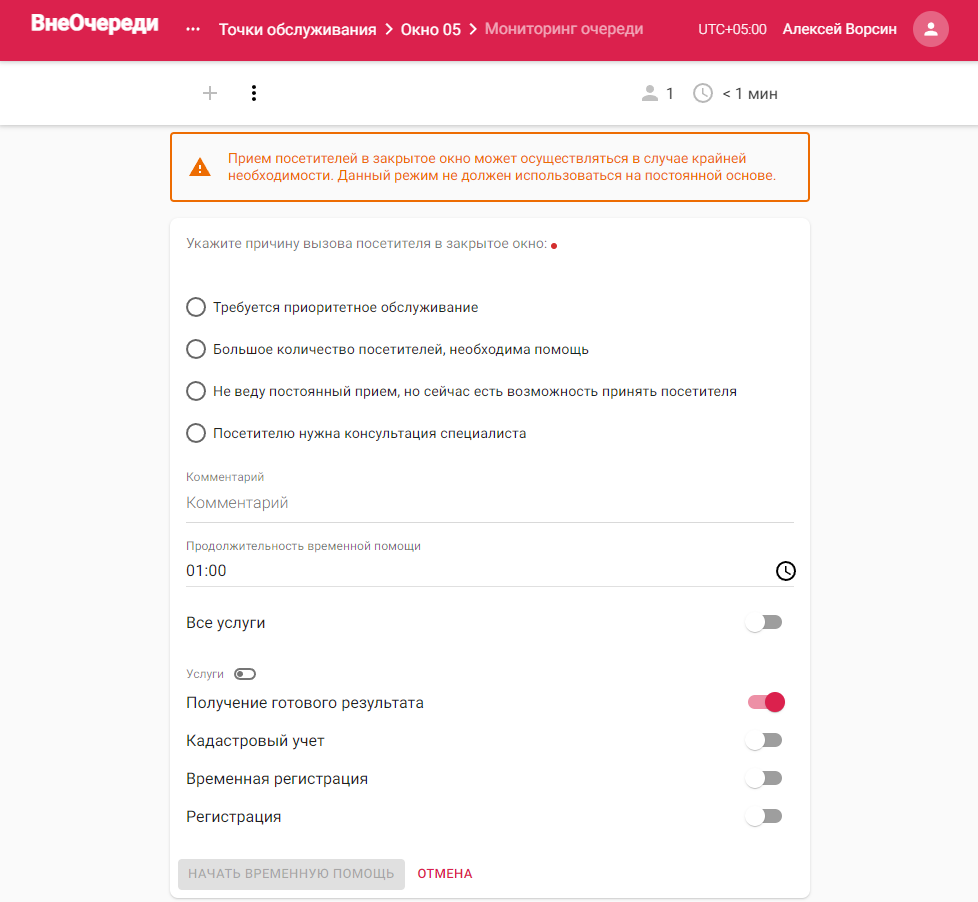 ВнеОчереди ... Точки обслуживания > Окно 05 > Мониторинг очереди UTC+05:00 Алексей Ворсин
1 < 1 мин
Прием посетителей в закрытое окно может осуществляться в случае крайней
необходимости. Данный режим не должен использоваться на постоянной основе.
Укажите причину вызова посетителя в закрытое окно:
Требуется приоритетное обслуживание
Большое количество посетителей, необходима помощь
Не веду постоянный прием, но сейчас есть возможность принять посетителя
Посетителю нужна консультация специалиста
Комментарий
Комментарий
Продолжительность временной помощи
01:00
Все услуги
Услуги
Получение готового результата
Кадастровый учет
Временная регистрация
Регистрация
НАЧАТЬ ВРЕМЕННУЮ ПОМОЩЬ ОТМЕНА